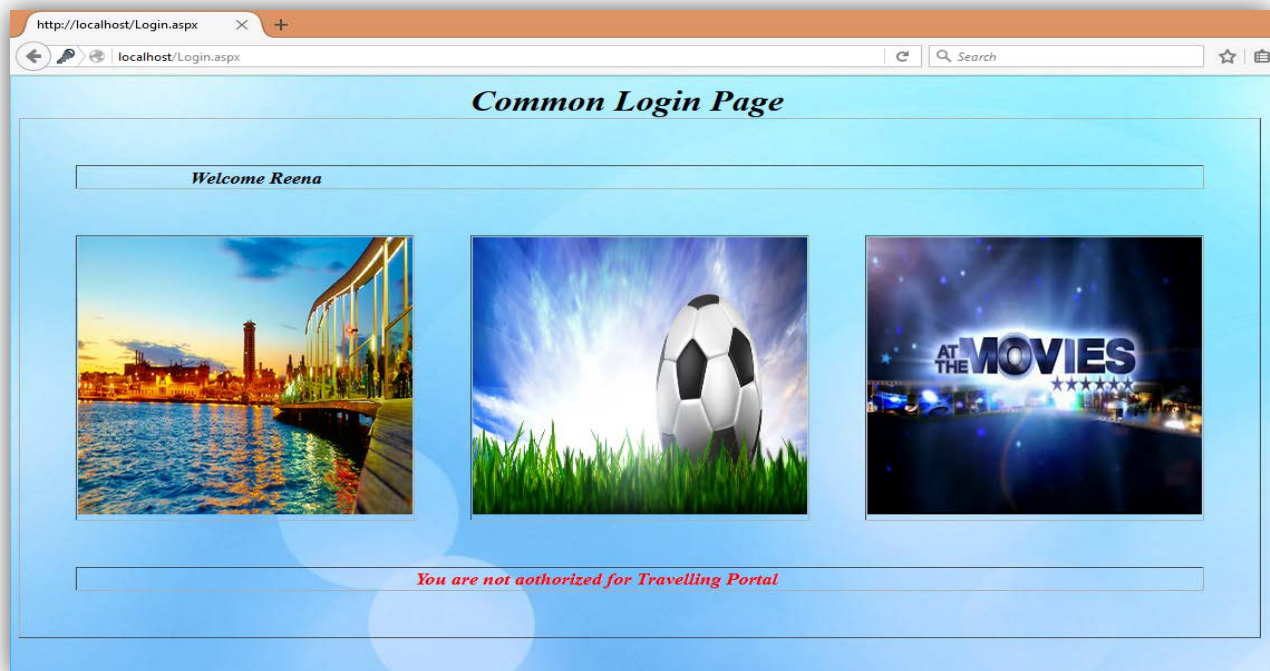 http://localhost/Login.aspx
localhost/Login.aspx
Search
Common Login Page
Welcome Reena
AT
THE MOVIES
You are not aothorized for Travelling Portal